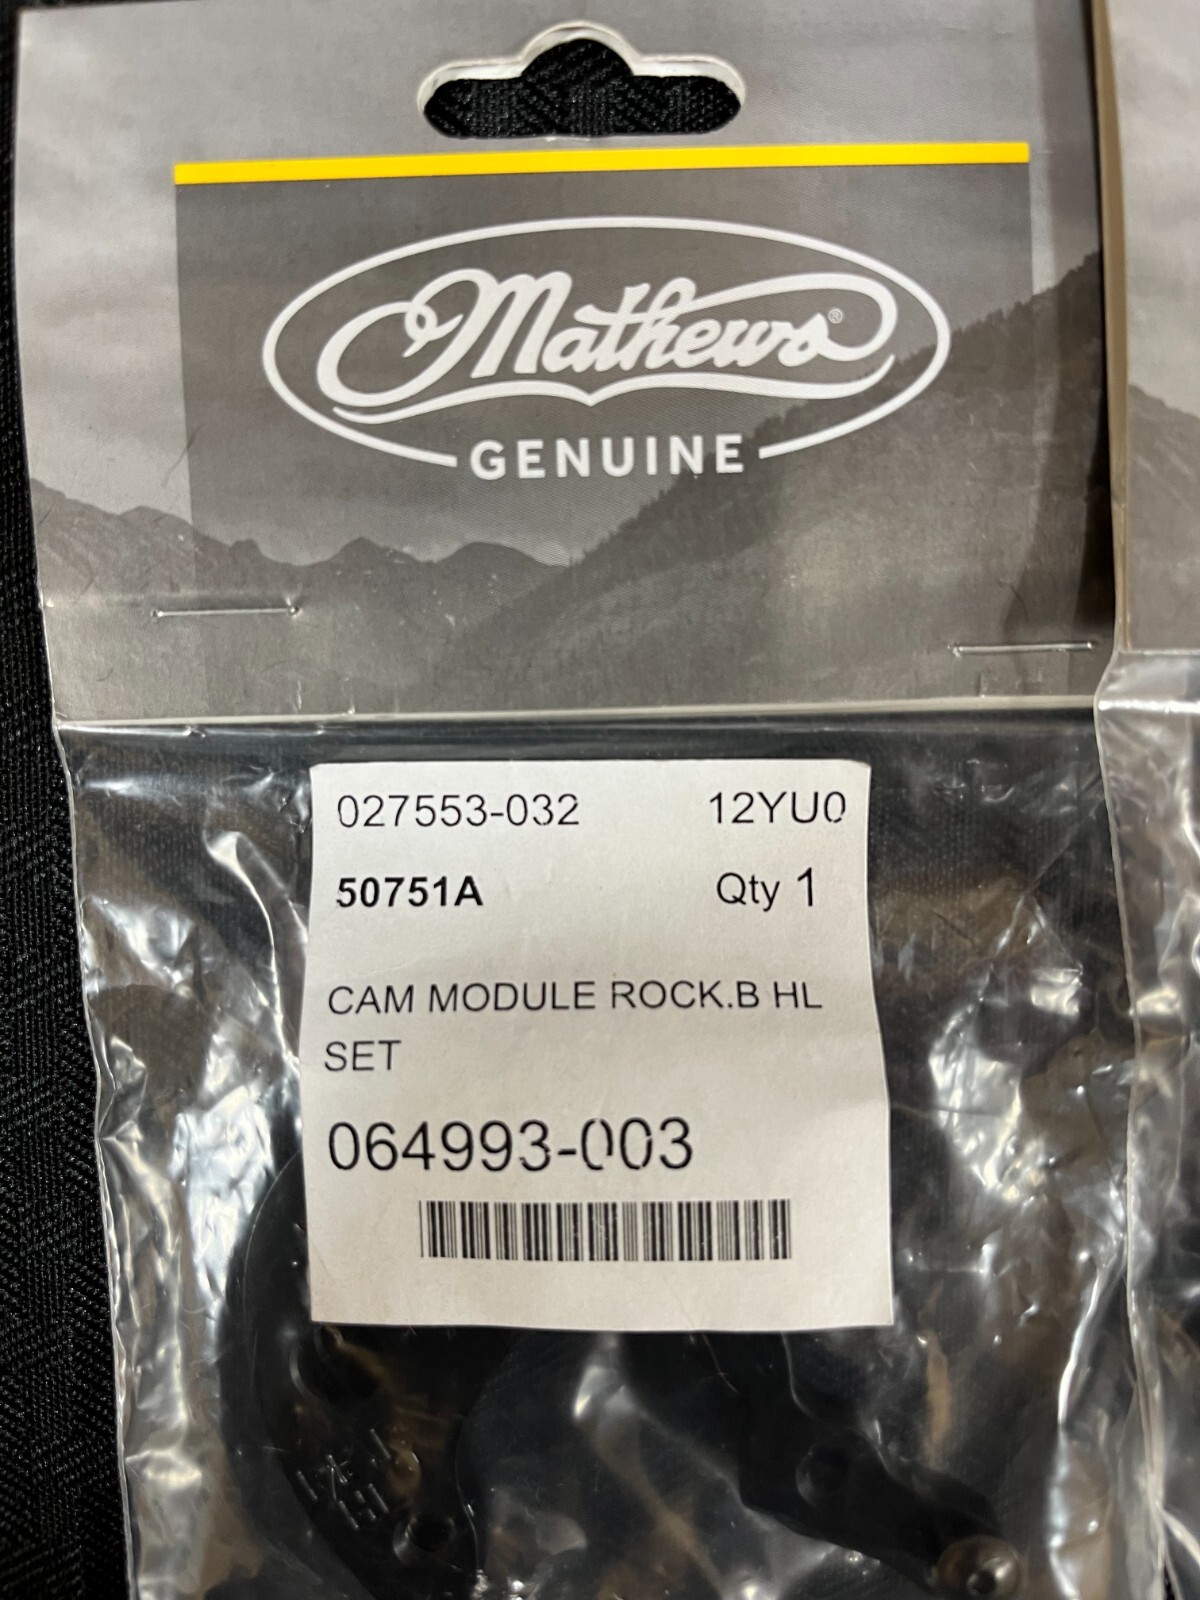 Mathews®
GENUINE
027553-032 12YU0
50751A Qty 1
CAM MODULE ROCK.B HL
SET
064993-003